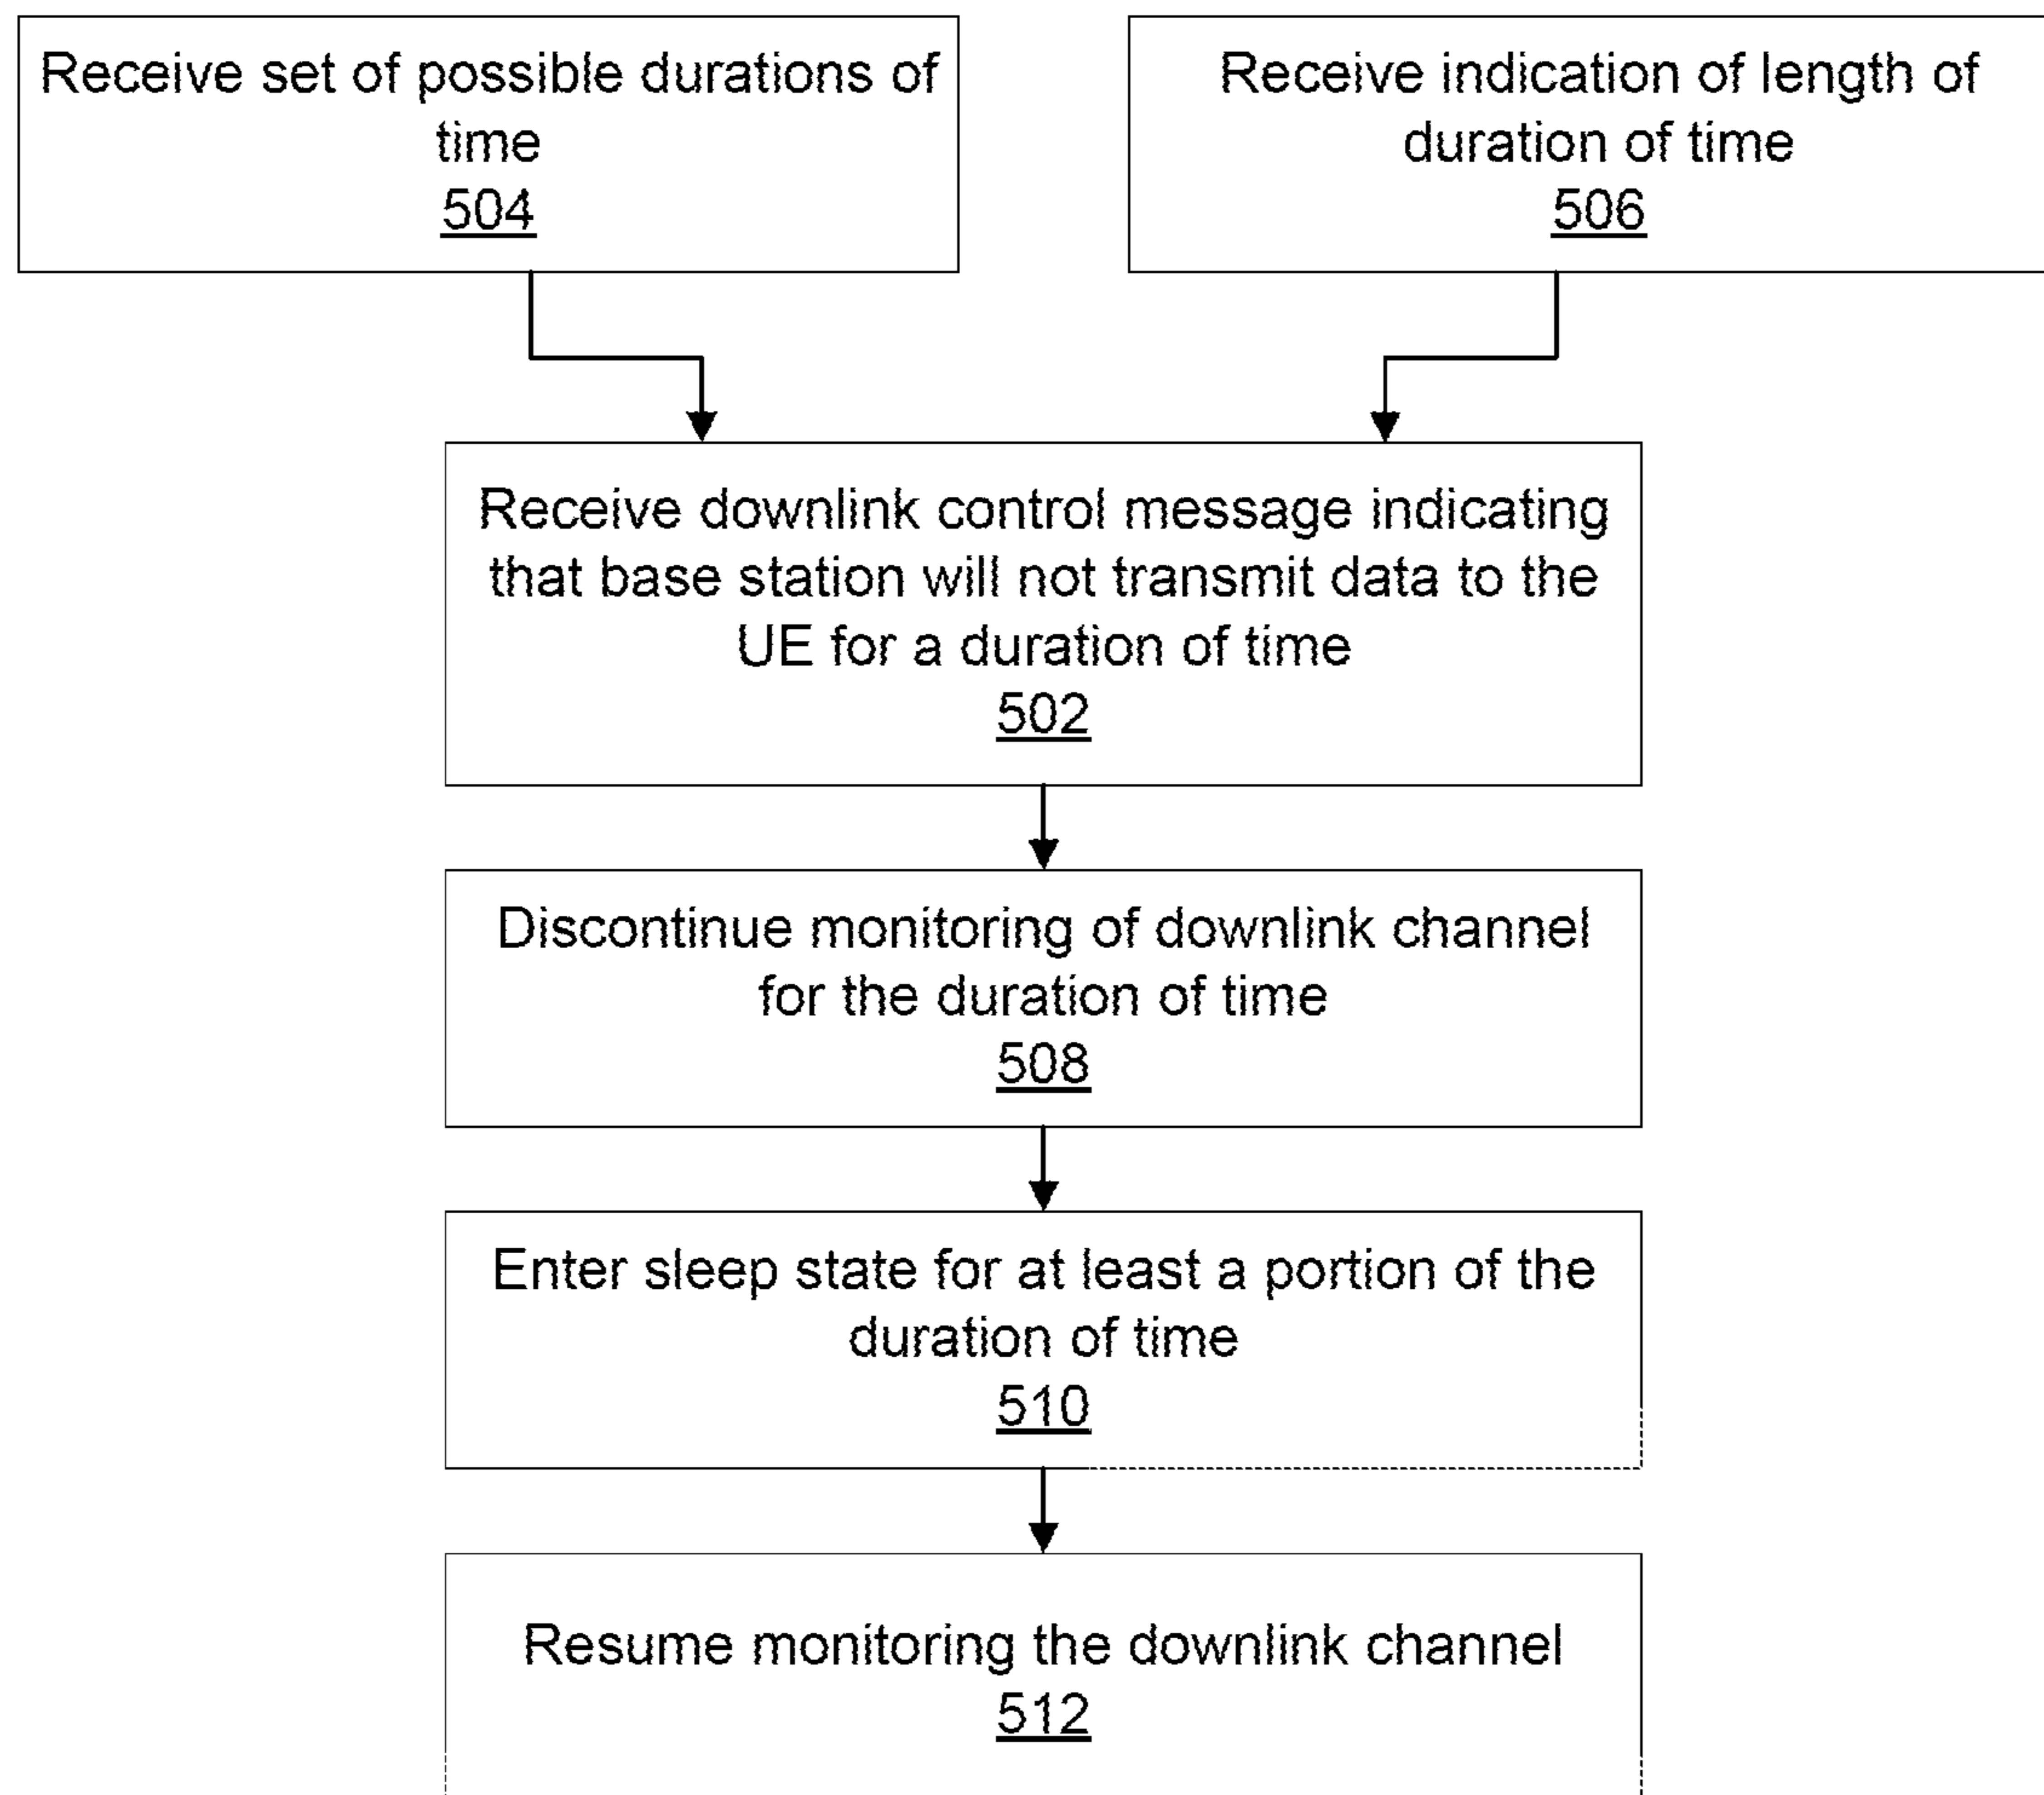 Receive set of possible durations of
time
504
Receive indication of length of
duration of time
506
Receive downlink control message indicating
that base station will not transmit data to the
UE for a duration of time
502
Discontinue monitoring of downlink channel
for the duration of time
508
Enter sleep state for at least a portion of the
duration of time
510
Resume monitoring the downlink channel
512